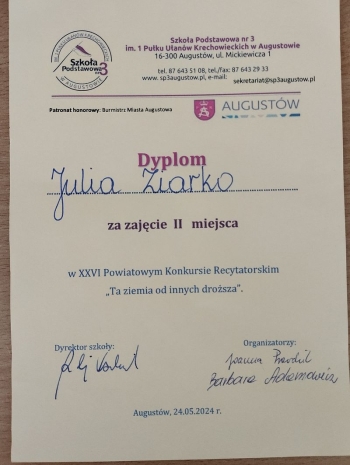 Szkoła Podstawowa nr 3
im. 1 Pułku Ułanów Krechowieckich w Augustowie
16-300 Augustów, ul. Mickiewicza 1
tel. 87 643 51 08, tel./fax: 87 643 29 33
www.sp3augustow.pl, e-mail: sekretariat@sp3augustow.pl
Szkoła
Podstawowa
nr 3
W AUGUSTOWIE
Patronat honorowy: Burmistrz Miasta Augustowa
AUGUSTÓW
Dyplom
Julia Ziarko
za zajęcie II miejsca
w XXVI Powiatowym Konkursie Recytatorskim
„Ta ziemia od innych droższa”.
Dyrektor szkoły:
Organizatorzy:
Joanna
Barbara Adamowicz
Augustów, 24.05.2024 r.